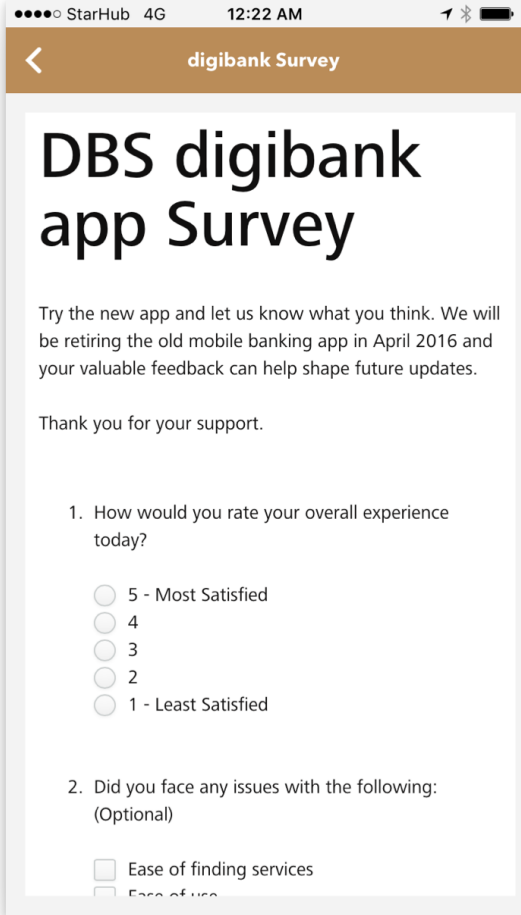 StarHub 4G 12:22 AM
digibank Survey
DBS digibank
app Survey
Try the new app and let us know what you think. We will
be retiring the old mobile banking app in April 2016 and
your valuable feedback can help shape future updates.
Thank you for your support.
1. How would you rate your overall experience
today?
5 - Most Satisfied
4
3
2
1 - Least Satisfied
2. Did you face any issues with the following:
(Optional)
Ease of finding services
Ease of use